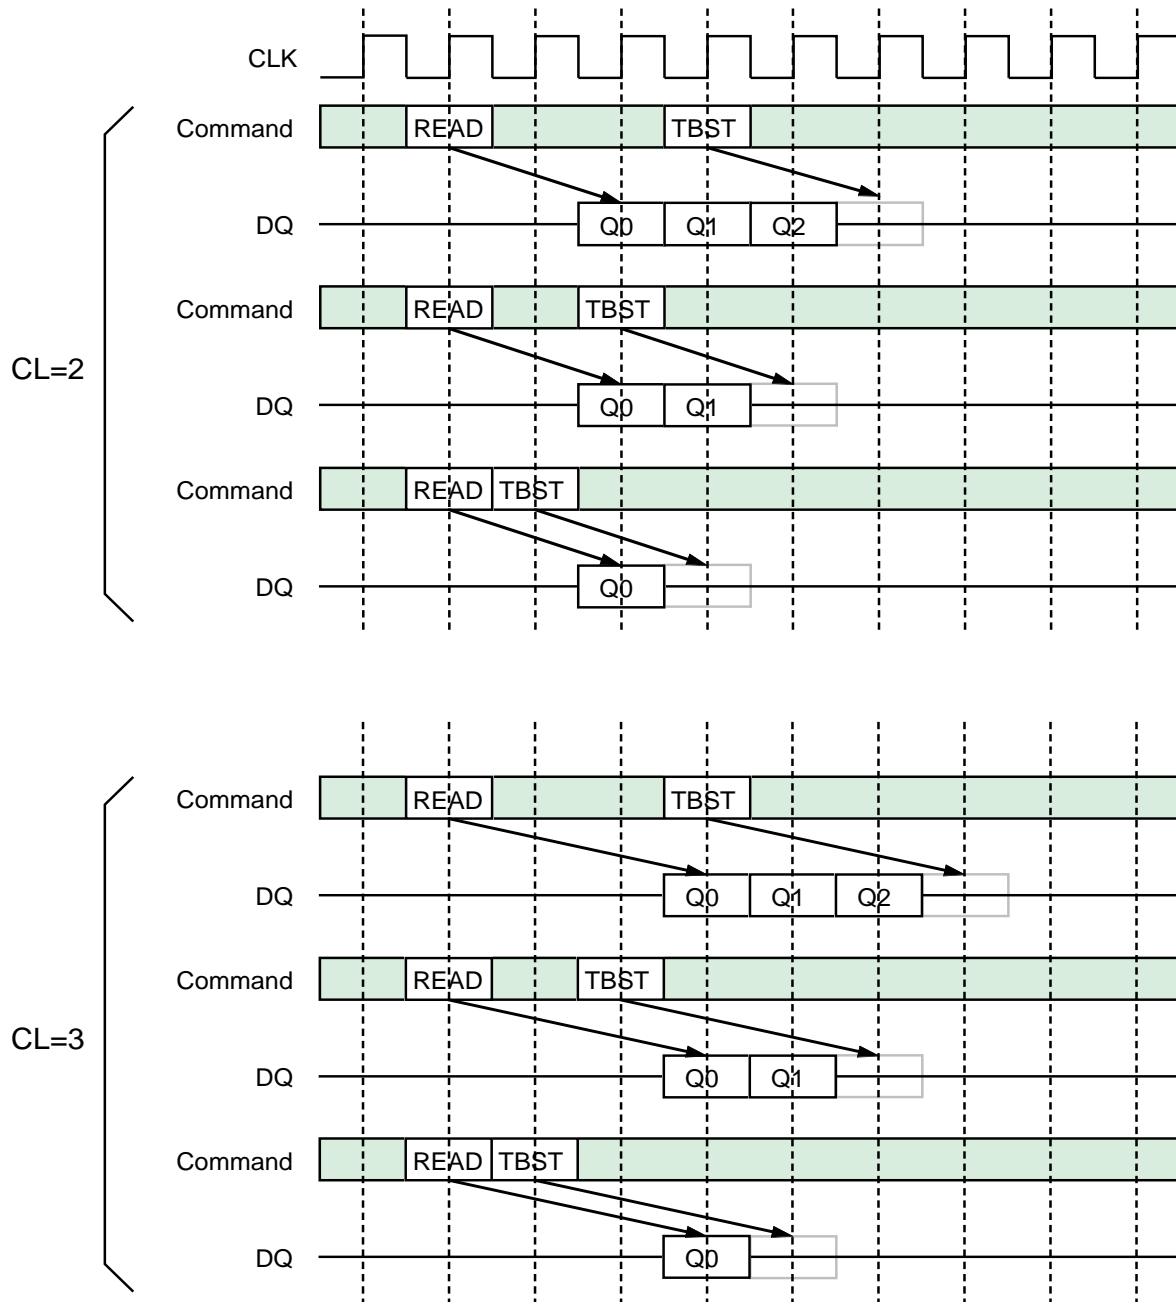 CLK
Command READ TBST
DQ Q0 Q1 Q2
Command READ TBST
CL=2
DQ Q0 Q1
Command READ TBST
DQ Q0
Command READ TBST
DQ Q0 Q1 Q2
Command READ TBST
CL=3
DQ Q0 Q1
Command READ TBST
DQ Q0